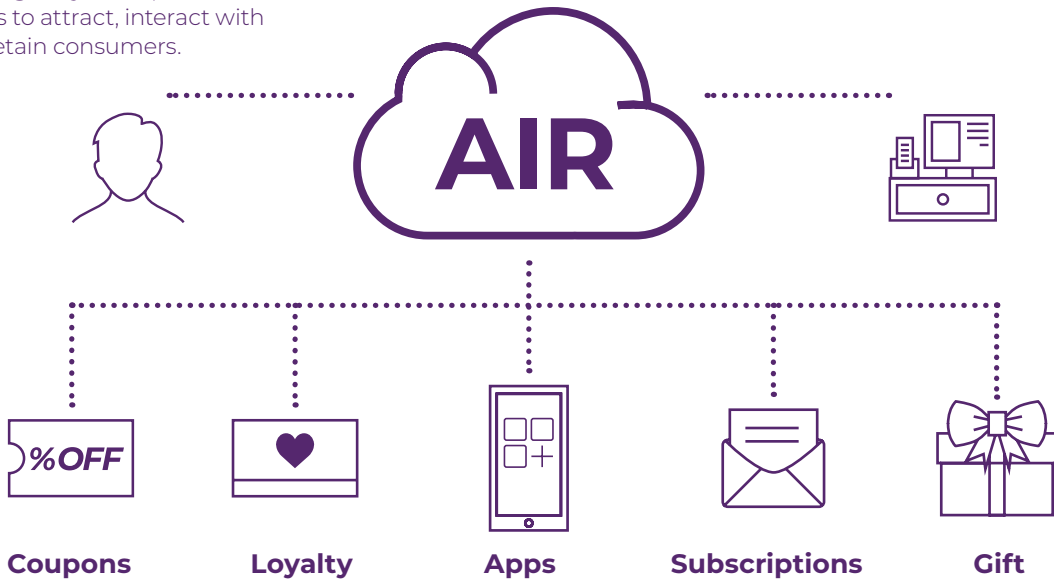 s to attract, interact with
etain consumers.
AIR
%OFF
Coupons Loyalty Apps Subscriptions Gift